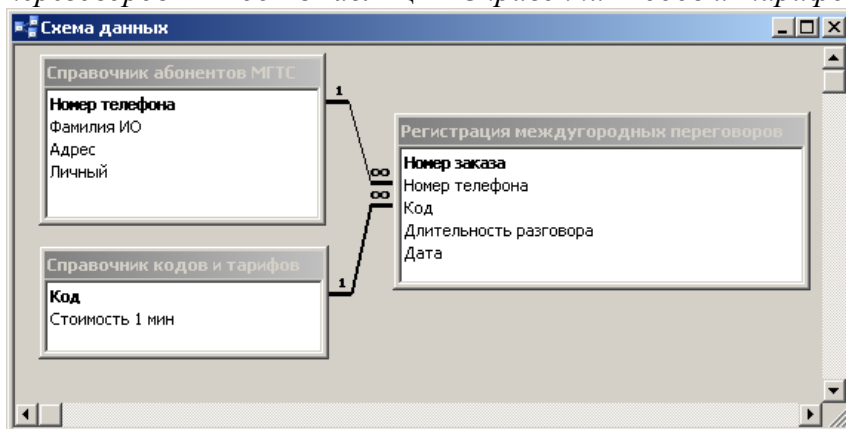 Схема данных
Справочник абонентов МГТС
Номер телефона
Фамилия ИО
Адрес
Личный
1
Регистрация междугородных переговоров
Номер заказа
Номер телефона
Код
Длительность разговора
Дата
∞
∞
Справочник кодов и тарифов
Код
Стоимость 1 мин
1